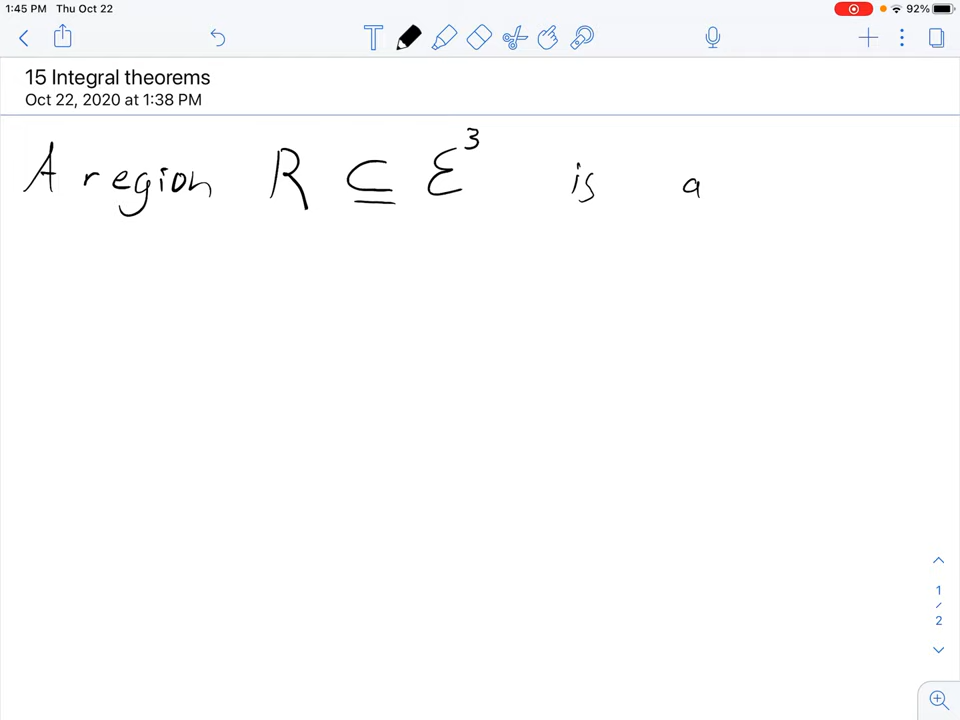 1:45 PM Thu Oct 22 92%
T
15 Integral theorems
Oct 22, 2020 at 1:38 PM
A region R ⊆ ℰ³ is a
1
/
2